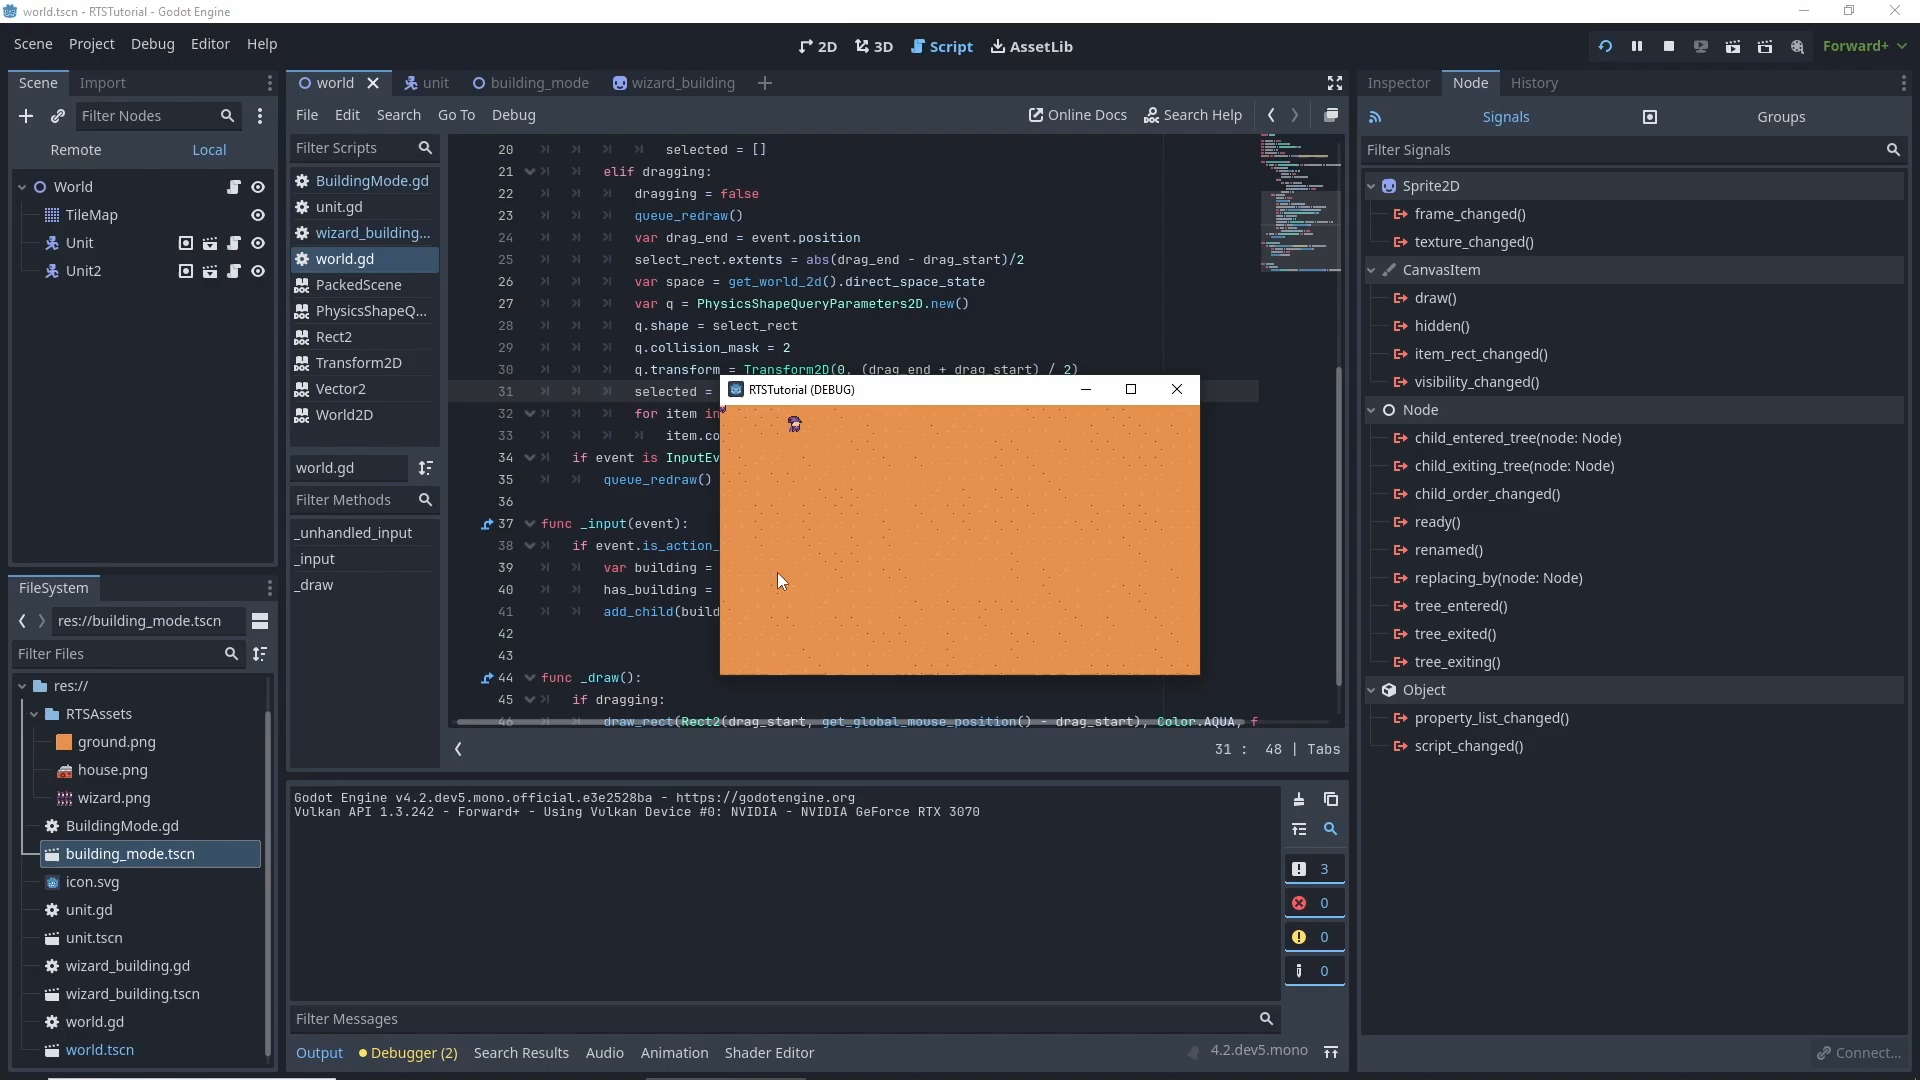 world.tscn - RTSTutorial - Godot Engine
Scene Project Debug Editor Help
2D 3D Script AssetLib
Forward+
Scene Import
Filter Nodes
Remote Local
World
TileMap
Unit
Unit2
FileSystem
res://building_mode.tscn
Filter Files
res://
RTSAssets
ground.png
house.png
wizard.png
BuildingMode.gd
building_mode.tscn
icon.svg
unit.gd
unit.tscn
wizard_building.gd
wizard_building.tscn
world.gd
world.tscn
world unit building_mode wizard_building
File Edit Search Go To Debug
Online Docs Search Help
Filter Scripts
BuildingMode.gd
unit.gd
wizard_building...
world.gd
PackedScene
PhysicsShapeQ...
Rect2
Transform2D
Vector2
World2D
world.gd
Filter Methods
_unhandled_input
_input
_draw
20 selected = []
21 elif dragging:
22 dragging = false
23 queue_redraw()
24 var drag_end = event.position
25 select_rect.extents = abs(drag_end - drag_start)/2
26 var space = get_world_2d().direct_space_state
27 var q = PhysicsShapeQueryParameters2D.new()
28 q.shape = select_rect
29 q.collision_mask = 2
30 q.transform = Transform2D(0, (drag_end + drag_start) / 2)
31 selected =
32 for item in
33 item.co
34 if event is InputEv
35 queue_redraw()
36
37 func _input(event):
38 if event.is_action_
39 var building =
40 has_building =
41 add_child(build
42
43
44 func _draw():
45 if dragging:
46 draw_rect(Rect2(drag_start, get_global_mouse_position() - drag_start), Color.AQUA, f
31 : 48 | Tabs
RTSTutorial (DEBUG)
Godot Engine v4.2.dev5.mono.official.e3e2528ba - https://godotengine.org
Vulkan API 1.3.242 - Forward+ - Using Vulkan Device #0: NVIDIA - NVIDIA GeForce RTX 3070
3
0
0
0
Filter Messages
Output Debugger (2) Search Results Audio Animation Shader Editor
4.2.dev5.mono
Inspector Node History
Signals Groups
Filter Signals
Sprite2D
frame_changed()
texture_changed()
CanvasItem
draw()
hidden()
item_rect_changed()
visibility_changed()
Node
child_entered_tree(node: Node)
child_exiting_tree(node: Node)
child_order_changed()
ready()
renamed()
replacing_by(node: Node)
tree_entered()
tree_exited()
tree_exiting()
Object
property_list_changed()
script_changed()
Connect...